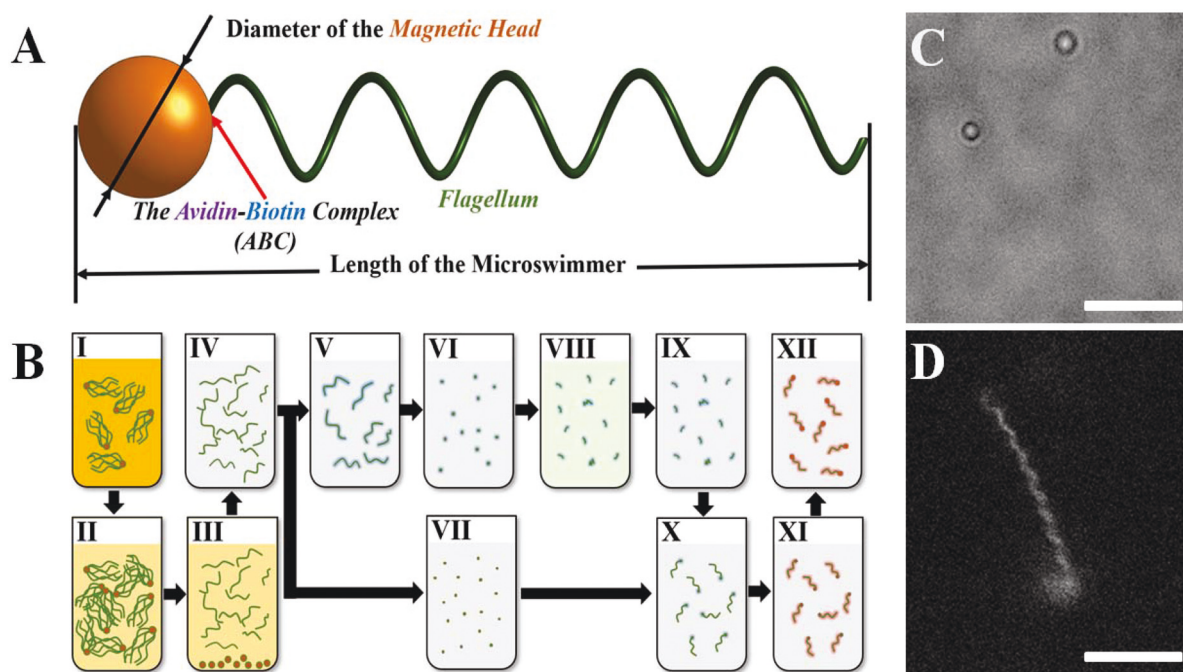 A
Diameter of the Magnetic Head
The Avidin-Biotin Complex
(ABC)
Flagellum
Length of the Microswimmer
B
I
IV
V
VI
VIII
IX
XII
II
III
VII
X
XI
C
D